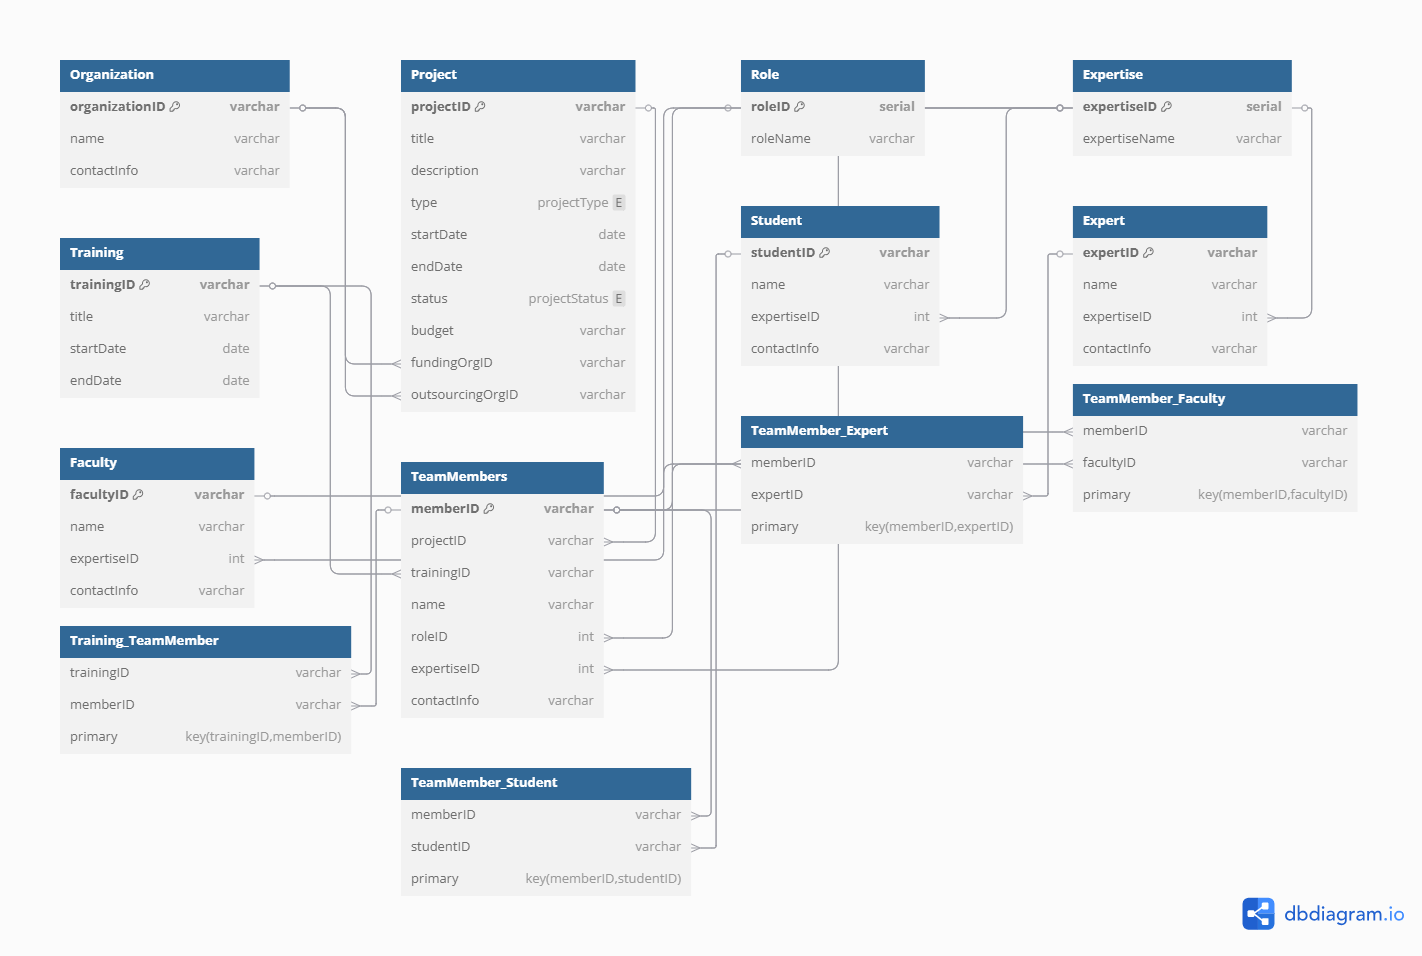 Organization
organizationID varchar
name varchar
contactInfo varchar
Project
projectID varchar
title varchar
description varchar
type projectType E
startDate date
endDate date
status projectStatus E
budget varchar
fundingOrgID varchar
outsourcingOrgID varchar
Role
roleID serial
roleName varchar
Expertise
expertiseID serial
expertiseName varchar
Training
trainingID varchar
title varchar
startDate date
endDate date
Student
studentID varchar
name varchar
expertiseID int
contactInfo varchar
Expert
expertID varchar
name varchar
expertiseID int
contactInfo varchar
TeamMember_Faculty
memberID varchar
facultyID varchar
primary key(memberID,facultyID)
TeamMember_Expert
memberID varchar
expertID varchar
primary key(memberID,expertID)
Faculty
facultyID varchar
name varchar
expertiseID int
contactInfo varchar
TeamMembers
memberID varchar
projectID varchar
trainingID varchar
name varchar
roleID int
expertiseID int
contactInfo varchar
Training_TeamMember
trainingID varchar
memberID varchar
primary key(trainingID,memberID)
TeamMember_Student
memberID varchar
studentID varchar
primary key(memberID,studentID)
dbdiagram.io